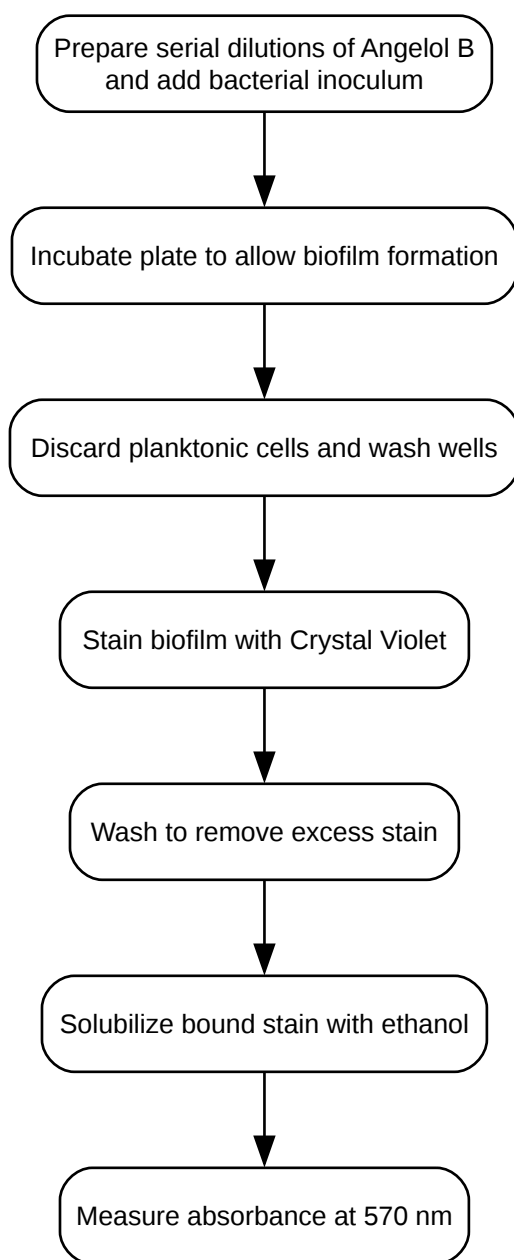 Prepare serial dilutions of Angelol B
and add bacterial inoculum
Incubate plate to allow biofilm formation
Discard planktonic cells and wash wells
Stain biofilm with Crystal Violet
Wash to remove excess stain
Solubilize bound stain with ethanol
Measure absorbance at 570 nm